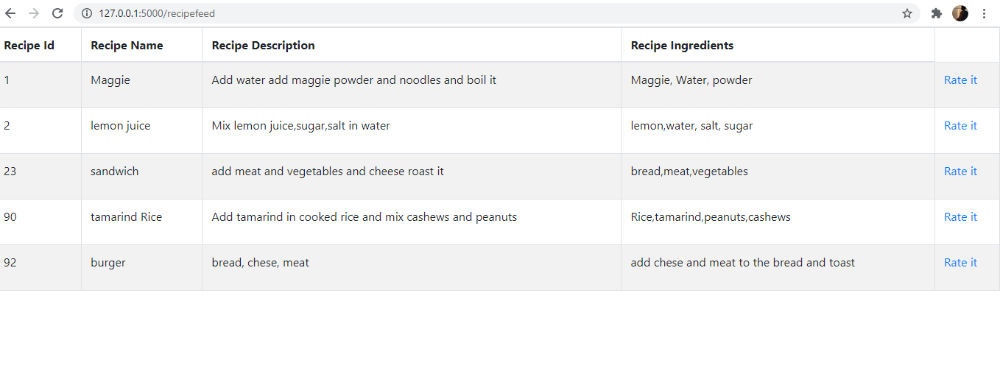 127.0.0.1:5000/recipefeed
Recipe Id Recipe Name Recipe Description Recipe Ingredients
1 Maggie Add water add maggie powder and noodles and boil it Maggie, Water, powder Rate it
2 lemon juice Mix lemon juice,sugar,salt in water lemon,water, salt, sugar Rate it
23 sandwich add meat and vegetables and cheese roast it bread,meat,vegetables Rate it
90 tamarind Rice Add tamarind in cooked rice and mix cashews and peanuts Rice,tamarind,peanuts,cashews Rate it
92 burger bread, chese, meat add chese and meat to the bread and toast Rate it